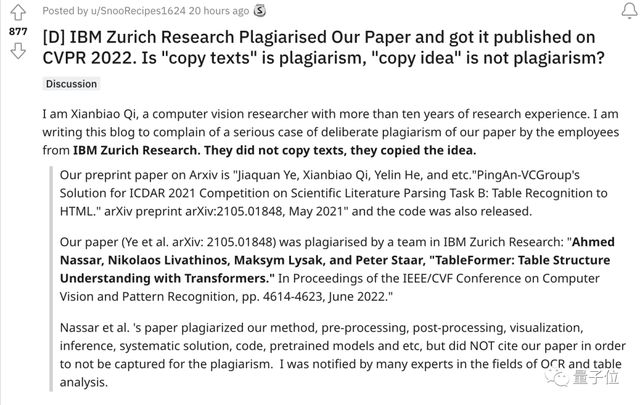 Posted by u/SnooRecipes1624 20 hours ago
877
[D] IBM Zurich Research Plagiarised Our Paper and got it published on
CVPR 2022. Is "copy texts" is plagiarism, "copy idea" is not plagiarism?
Discussion
I am Xianbiao Qi, a computer vision researcher with more than ten years of research experience. I am
writing this blog to complain of a serious case of deliberate plagiarism of our paper by the employees
from IBM Zurich Research. They did not copy texts, they copied the idea.
Our preprint paper on Arxiv is "Jiaquan Ye, Xianbiao Qi, Yelin He, and etc."PingAn-VCGroup's
Solution for ICDAR 2021 Competition on Scientific Literature Parsing Task B: Table Recognition to
HTML." arXiv preprint arXiv:2105.01848, May 2021" and the code was also released.
Our paper (Ye et al. arXiv: 2105.01848) was plagiarised by a team in IBM Zurich Research: "Ahmed
Nassar, Nikolaos Livathinos, Maksym Lysak, and Peter Staar, "TableFormer: Table Structure
Understanding with Transformers." In Proceedings of the IEEE/CVF Conference on Computer
Vision and Pattern Recognition, pp. 4614-4623, June 2022."
Nassar et al. 's paper plagiarized our method, pre-processing, post-processing, visualization,
inference, systematic solution, code, pretrained models and etc, but did NOT cite our paper in order
to not be captured for the plagiarism. I was notified by many experts in the fields of OCR and table
analysis.
量子位